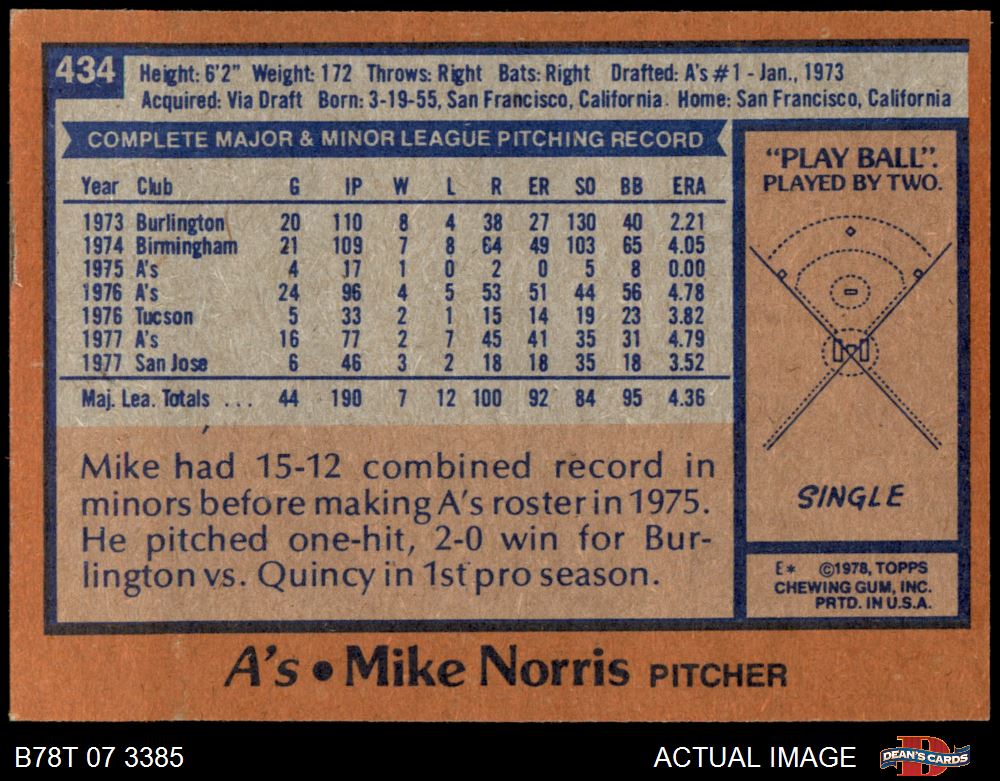 434
Height: 6'2" Weight: 172 Throws: Right Bats: Right Drafted: A's #1 - Jan., 1973
Acquired: Via Draft Born: 3-19-55, San Francisco, California. Home: San Francisco, California
COMPLETE MAJOR & MINOR LEAGUE PITCHING RECORD
Year Club G IP W L R ER SO BB ERA
1973 Burlington 20 110 8 4 38 27 130 40 2.21
1974 Birmingham 21 109 7 8 64 49 103 65 4.05
1975 A's 4 17 1 0 2 0 5 8 0.00
1976 A's 24 96 4 5 53 51 44 56 4.78
1976 Tucson 5 33 2 1 15 14 19 23 3.82
1977 A's 16 77 2 7 45 41 35 31 4.79
1977 San Jose 6 46 3 2 18 18 35 18 3.52
Maj. Lea. Totals ... 44 190 7 12 100 92 84 95 4.36
Mike had 15-12 combined record in
minors before making A's roster in 1975.
He pitched one-hit, 2-0 win for Bur-
lington vs. Quincy in 1st pro season.
"PLAY BALL".
PLAYED BY TWO.
SINGLE
E* ©1978, TOPPS
CHEWING GUM, INC.
PRTD. IN U.S.A.
A's • Mike Norris PITCHER
B78T 07 3385
ACTUAL IMAGE
DEAN'S CARDS